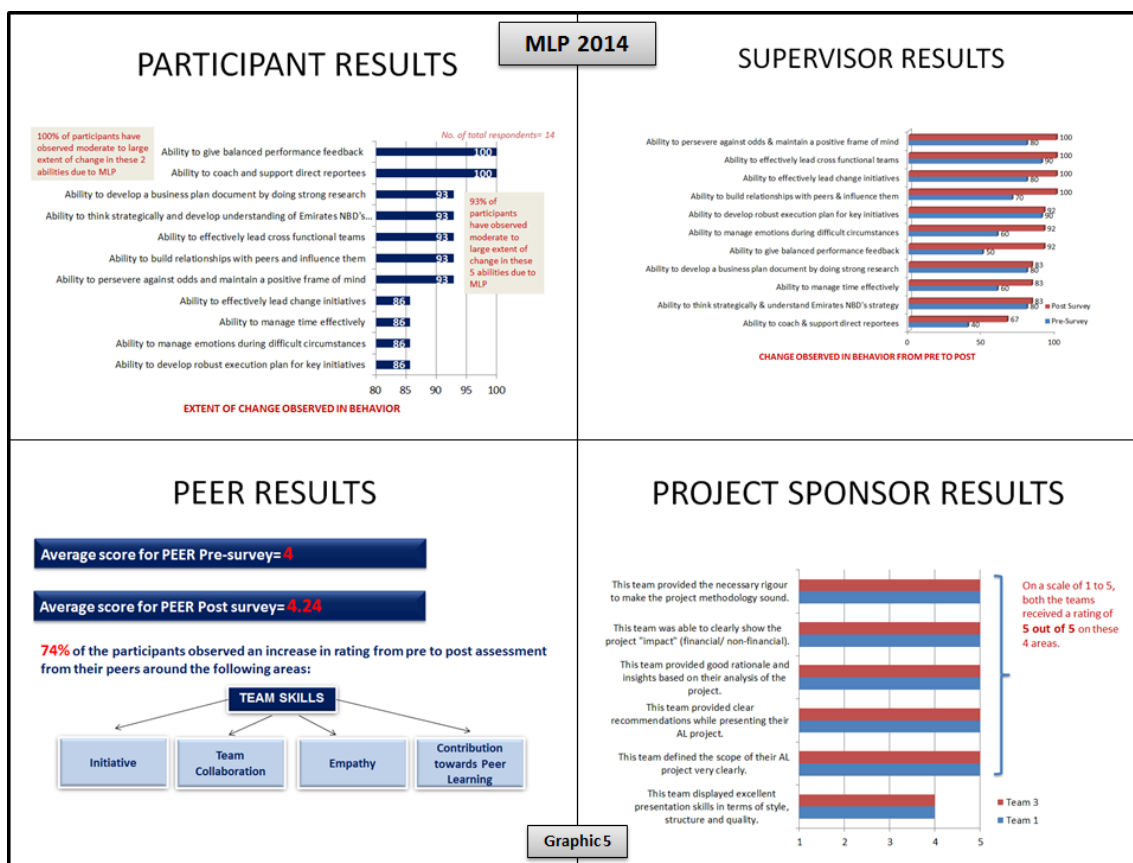 MLP 2014
PARTICIPANT RESULTS
100% of participants have
observed moderate to large
extent of change in these 2
abilities due to MLP
No. of total respondents= 14
Ability to give balanced performance feedback
100
Ability to coach and support direct reportees
100
Ability to develop a business plan document by doing strong research
93
Ability to think strategically and develop understanding of Emirates NBD's...
93
Ability to effectively lead cross functional teams
93
Ability to build relationships with peers and influence them
93
Ability to persevere against odds and maintain a positive frame of mind
93
Ability to effectively lead change initiatives
86
Ability to manage time effectively
86
Ability to manage emotions during difficult circumstances
86
Ability to develop robust execution plan for key initiatives
86
93% of
participants
have observed
moderate to
large extent of
change in these
5 abilities due to
MLP
80 85 90 95 100
EXTENT OF CHANGE OBSERVED IN BEHAVIOR
SUPERVISOR RESULTS
Ability to persevere against odds & maintain a positive frame of mind
100
80
Ability to effectively lead cross functional teams
100
90
Ability to effectively lead change initiatives
100
80
Ability to build relationships with peers & influence them
100
70
Ability to develop robust execution plan for key initiatives
92
90
Ability to manage emotions during difficult circumstances
92
60
Ability to give balanced performance feedback
92
50
Ability to develop a business plan document by doing strong research
83
80
Ability to manage time effectively
83
60
Ability to think strategically & understand Emirates NBD's strategy
83
80
Ability to coach & support direct reportees
67
40
Post Survey
Pre-Survey
0 50 100
CHANGE OBSERVED IN BEHAVIOR FROM PRE TO POST
PEER RESULTS
Average score for PEER Pre-survey=4
Average score for PEER Post survey=4.24
74% of the participants observed an increase in rating from pre to post assessment
from their peers around the following areas:
TEAM SKILLS
Initiative
Team
Collaboration
Empathy
Contribution
towards Peer
Learning
PROJECT SPONSOR RESULTS
1 2 3 4 5
This team provided the necessary rigour
to make the project methodology sound.
This team was able to clearly show the
project "impact" (financial/ non-financial).
This team provided good rationale and
insights based on their analysis of the
project.
This team provided clear
recommendations while presenting their
AL project.
This team defined the scope of their AL
project very clearly.
This team displayed excellent
presentation skills in terms of style,
structure and quality.
On a scale of 1 to 5,
both the teams
received a rating of
5 out of 5 on these
4 areas.
Team 3
Team 1
1 2 3 4 5
Graphic 5